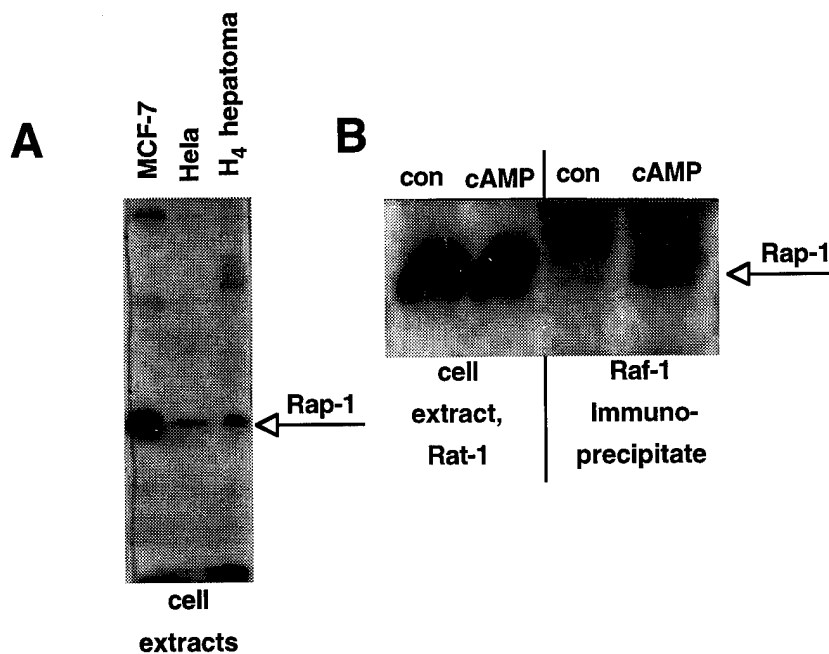 A
MCF-7
Hela
H4 hepatoma
Rap-1
cell
extracts
B
con cAMP con cAMP
Rap-1
cell
extract,
Rat-1
Raf-1
Immuno-
precipitate